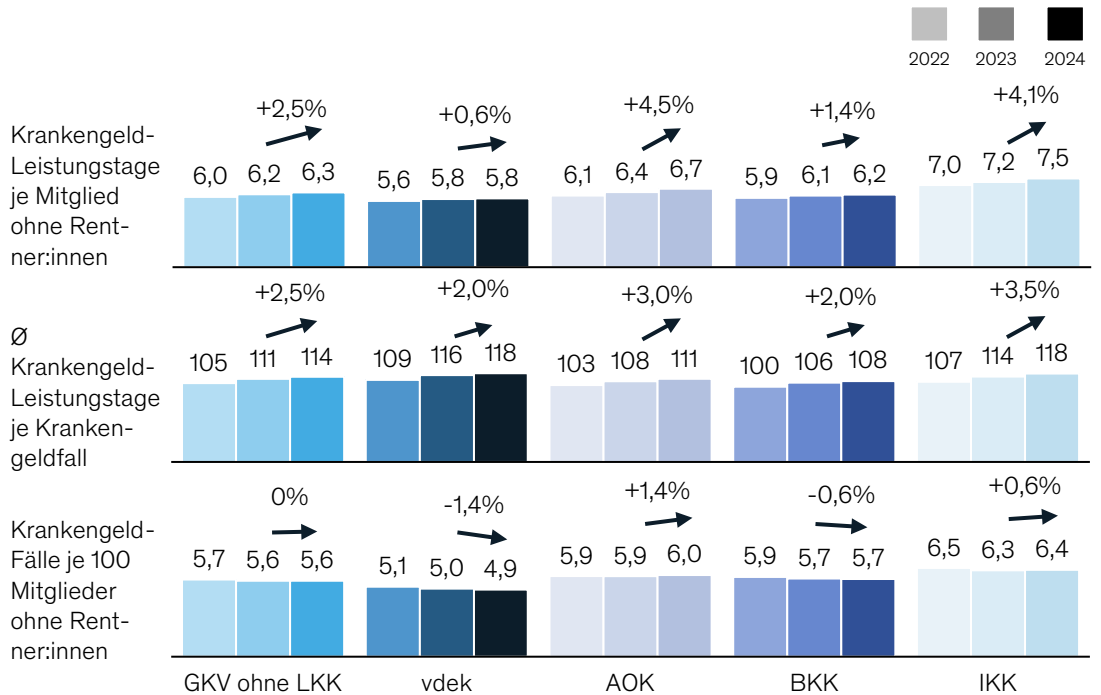 2022 2023 2024
Krankengeld-
Leistungstage
je Mitglied
ohne Rent-
ner:innen
+2,5% +0,6% +4,5% +1,4% +4,1%
6,0 6,2 6,3 5,6 5,8 5,8 6,1 6,4 6,7 5,9 6,1 6,2 7,0 7,2 7,5
Ø
Krankengeld-
Leistungstage
je Kranken-
geldfall
+2,5% +2,0% +3,0% +2,0% +3,5%
105 111 114 109 116 118 103 108 111 100 106 108 107 114 118
Krankengeld-
Fälle je 100
Mitglieder
ohne Rent-
ner:innen
0% -1,4% +1,4% -0,6% +0,6%
5,7 5,6 5,6 5,1 5,0 4,9 5,9 5,9 6,0 5,9 5,7 5,7 6,5 6,3 6,4
GKV ohne LKK vdek AOK BKK IKK